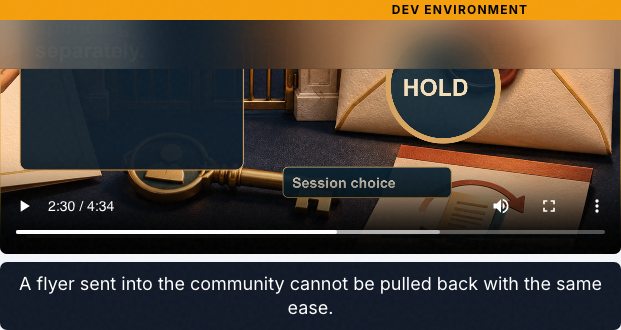 DEV ENVIRONMENT
separately.
HOLD
Session choice
2:30 / 4:34
A flyer sent into the community cannot be pulled back with the same
ease.